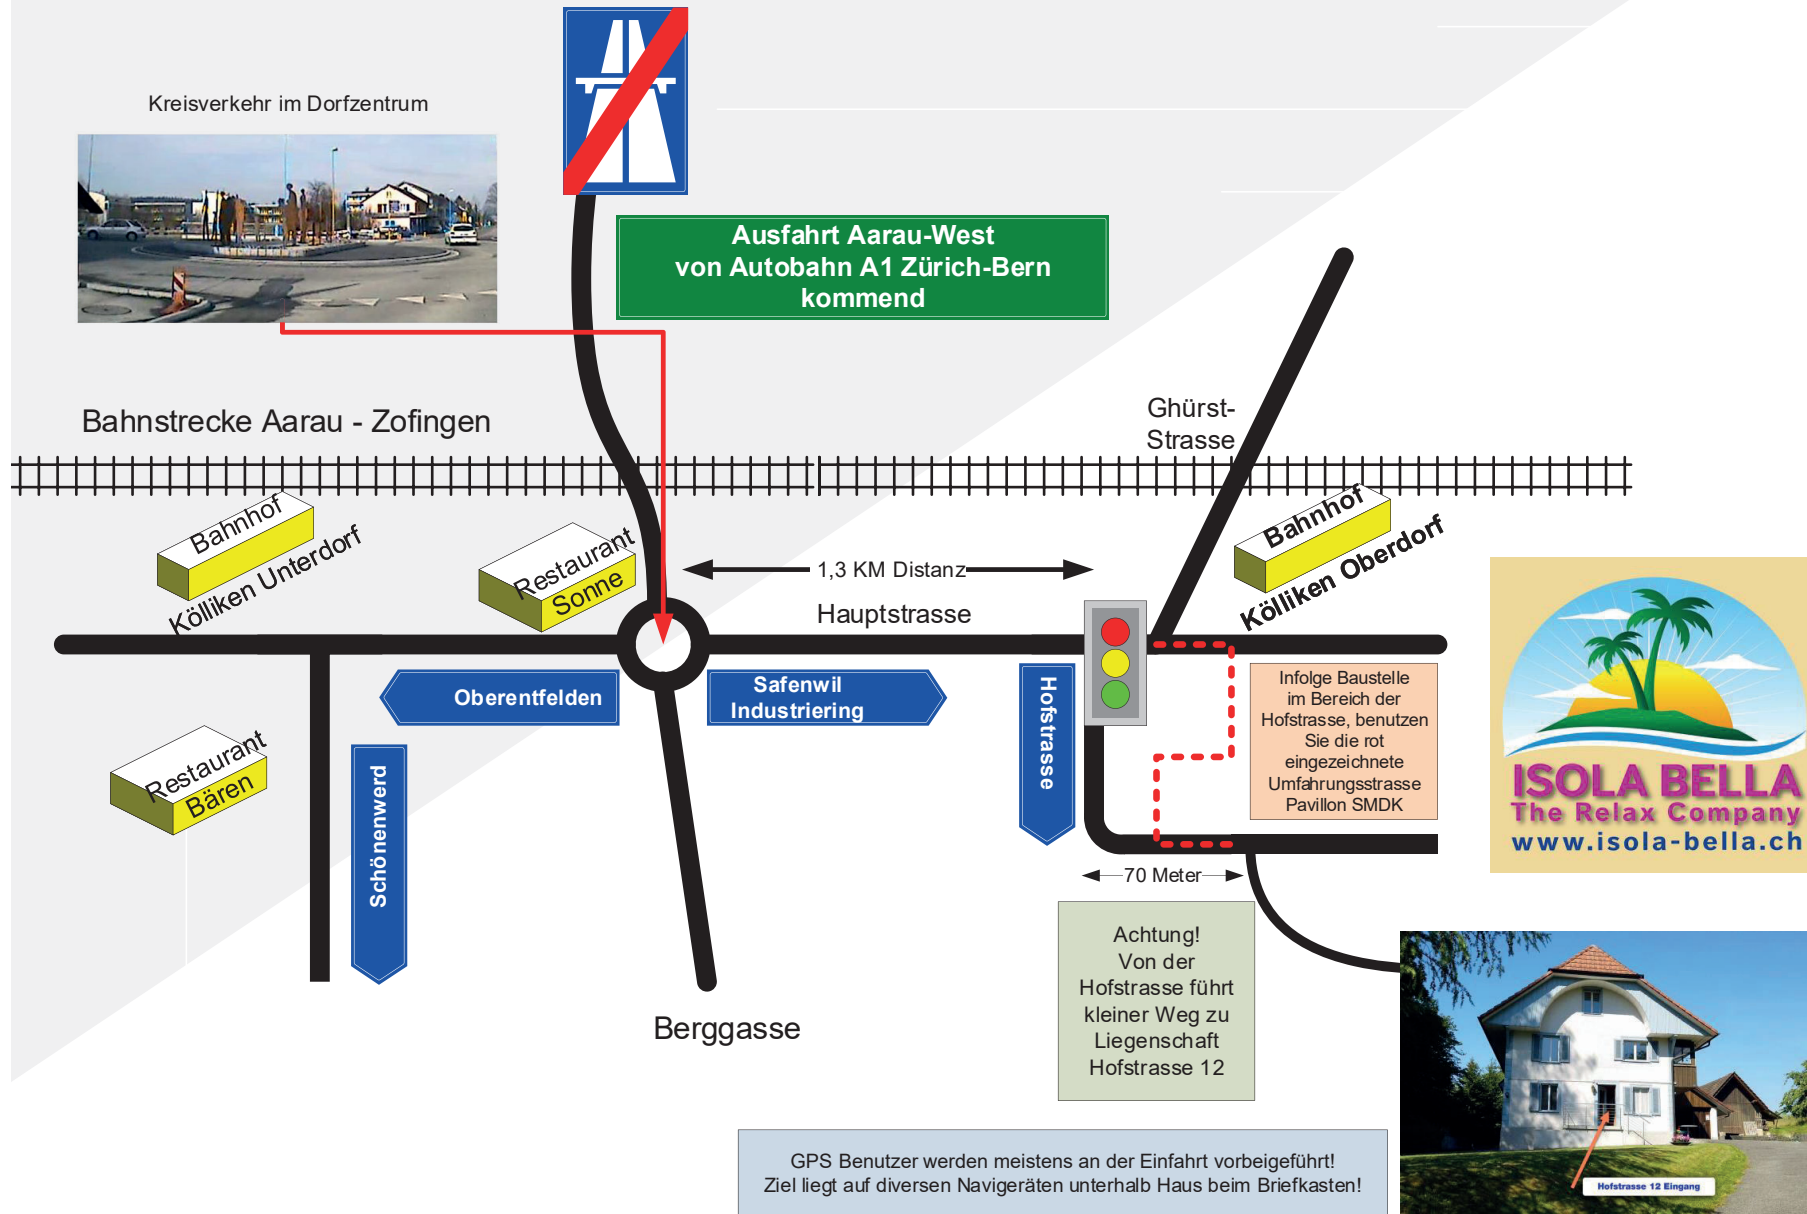 Kreisverkehr im Dorfzentrum
Ausfahrt Aarau-West
von Autobahn A1 Zürich-Bern
kommend
Bahnstrecke Aarau - Zofingen
Ghürst-
Strasse
Bahnhof
Kölliken Unterdorf
Restaurant
Sonne
1,3 KM Distanz
Hauptstrasse
Bahnhof
Kölliken Oberdorf
Oberentfelden
Safenwil
Industriering
Hofstrasse
Infolge Baustelle
im Bereich der
Hofstrasse, benutzen
Sie die rot
eingezeichnete
Umfahrungsstrasse
Pavillon SMDK
ISOLA BELLA
The Relax Company
www.isola-bella.ch
Restaurant
Bären
Schönenwerd
70 Meter
Achtung!
Von der
Hofstrasse führt
kleiner Weg zu
Liegenschaft
Hofstrasse 12
Berggasse
GPS Benutzer werden meistens an der Einfahrt vorbeigeführt!
Ziel liegt auf diversen Navigeräten unterhalb Haus beim Briefkasten!
Hofstrasse 12 Eingang